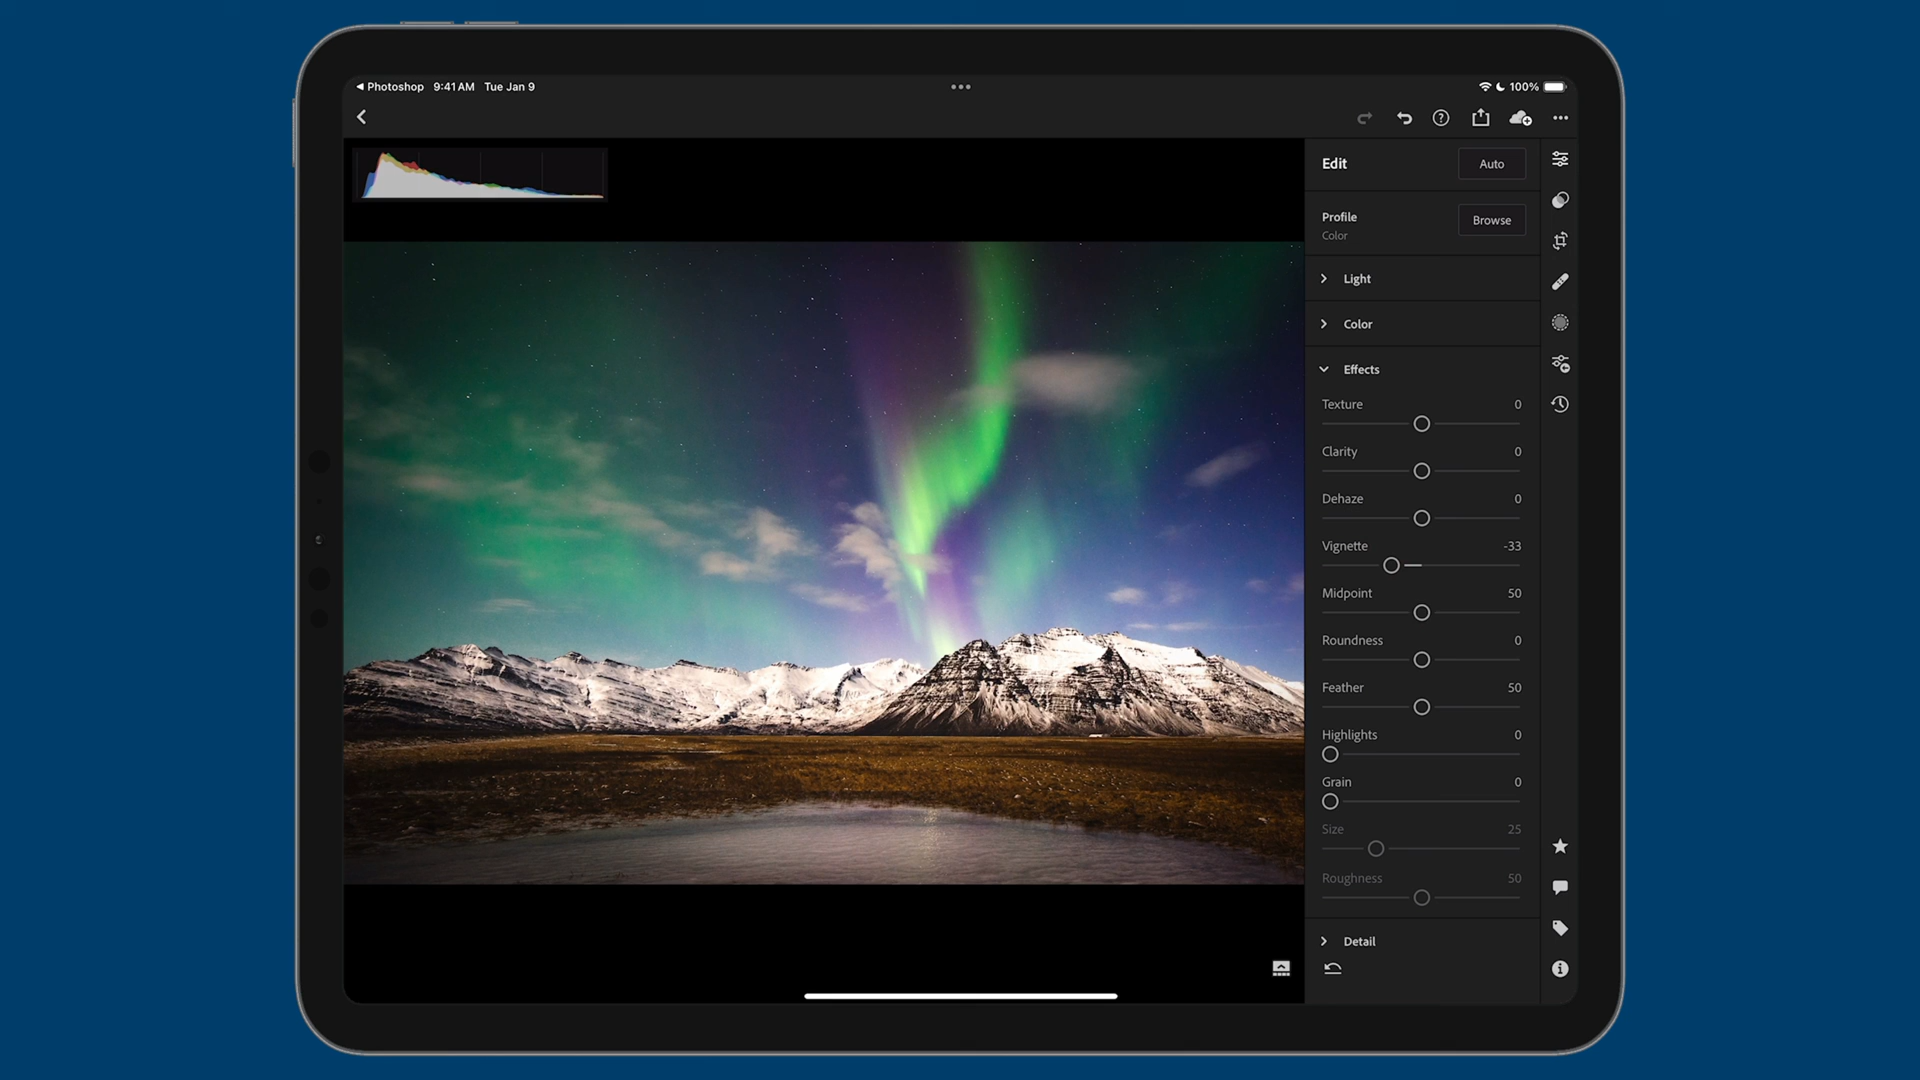 ◀ Photoshop 9:41 AM Tue Jan 9
100%
Edit
Auto
Profile
Color
Browse
Light
Color
Effects
Texture 0
Clarity 0
Dehaze 0
Vignette -33
Midpoint 50
Roundness 0
Feather 50
Highlights 0
Grain 0
Size 25
Roughness 50
Detail